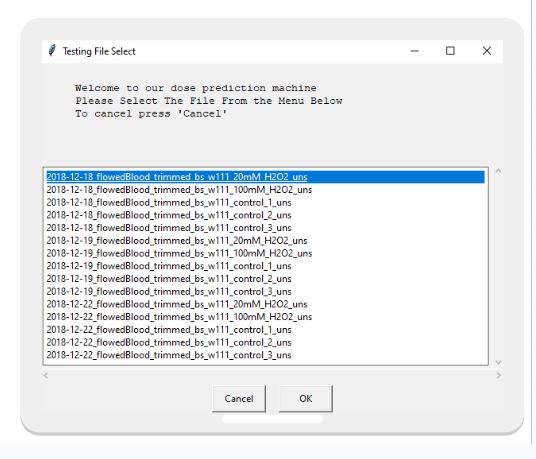 Testing File Select
Welcome to our dose prediction machine
Please Select The File From the Menu Below
To cancel press 'Cancel'
2018-12-18_flowedBlood_trimmed_bs_w111_20mM_H2O2_uns
2018-12-18_flowedBlood_trimmed_bs_w111_100mM_H2O2_uns
2018-12-18_flowedBlood_trimmed_bs_w111_control_1_uns
2018-12-18_flowedBlood_trimmed_bs_w111_control_2_uns
2018-12-18_flowedBlood_trimmed_bs_w111_control_3_uns
2018-12-19_flowedBlood_trimmed_bs_w111_20mM_H2O2_uns
2018-12-19_flowedBlood_trimmed_bs_w111_100mM_H2O2_uns
2018-12-19_flowedBlood_trimmed_bs_w111_control_1_uns
2018-12-19_flowedBlood_trimmed_bs_w111_control_2_uns
2018-12-19_flowedBlood_trimmed_bs_w111_control_3_uns
2018-12-22_flowedBlood_trimmed_bs_w111_20mM_H2O2_uns
2018-12-22_flowedBlood_trimmed_bs_w111_100mM_H2O2_uns
2018-12-22_flowedBlood_trimmed_bs_w111_control_1_uns
2018-12-22_flowedBlood_trimmed_bs_w111_control_2_uns
2018-12-22_flowedBlood_trimmed_bs_w111_control_3_uns
Cancel OK